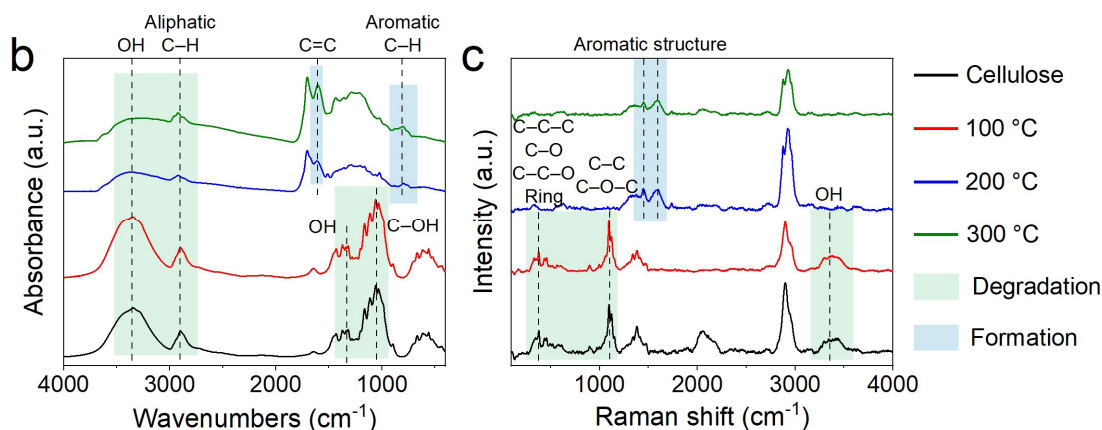 b
Aliphatic
Aromatic
OH
C–H
C=C
C–H
OH
C–OH
Absorbance (a.u.)
4000
3000
2000
1000
Wavenumbers (cm⁻¹)
c
Aromatic structure
C–C–C
C–O
C–C–O
Ring
C–C
C–O–C
OH
Intensity (a.u.)
1000
2000
3000
4000
Raman shift (cm⁻¹)
Cellulose
100 °C
200 °C
300 °C
Degradation
Formation